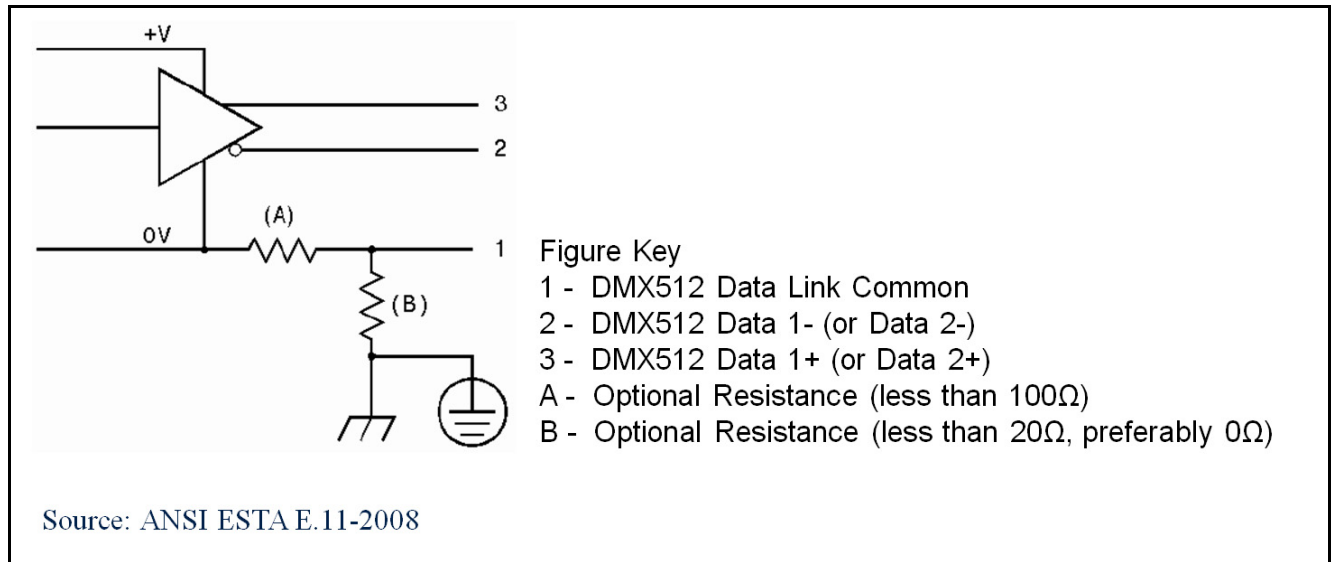 +V
3
2
(A)
0V
1
(B)
Figure Key
1 - DMX512 Data Link Common
2 - DMX512 Data 1- (or Data 2-)
3 - DMX512 Data 1+ (or Data 2+)
A - Optional Resistance (less than 100Ω)
B - Optional Resistance (less than 20Ω, preferably 0Ω)
Source: ANSI ESTA E.11-2008